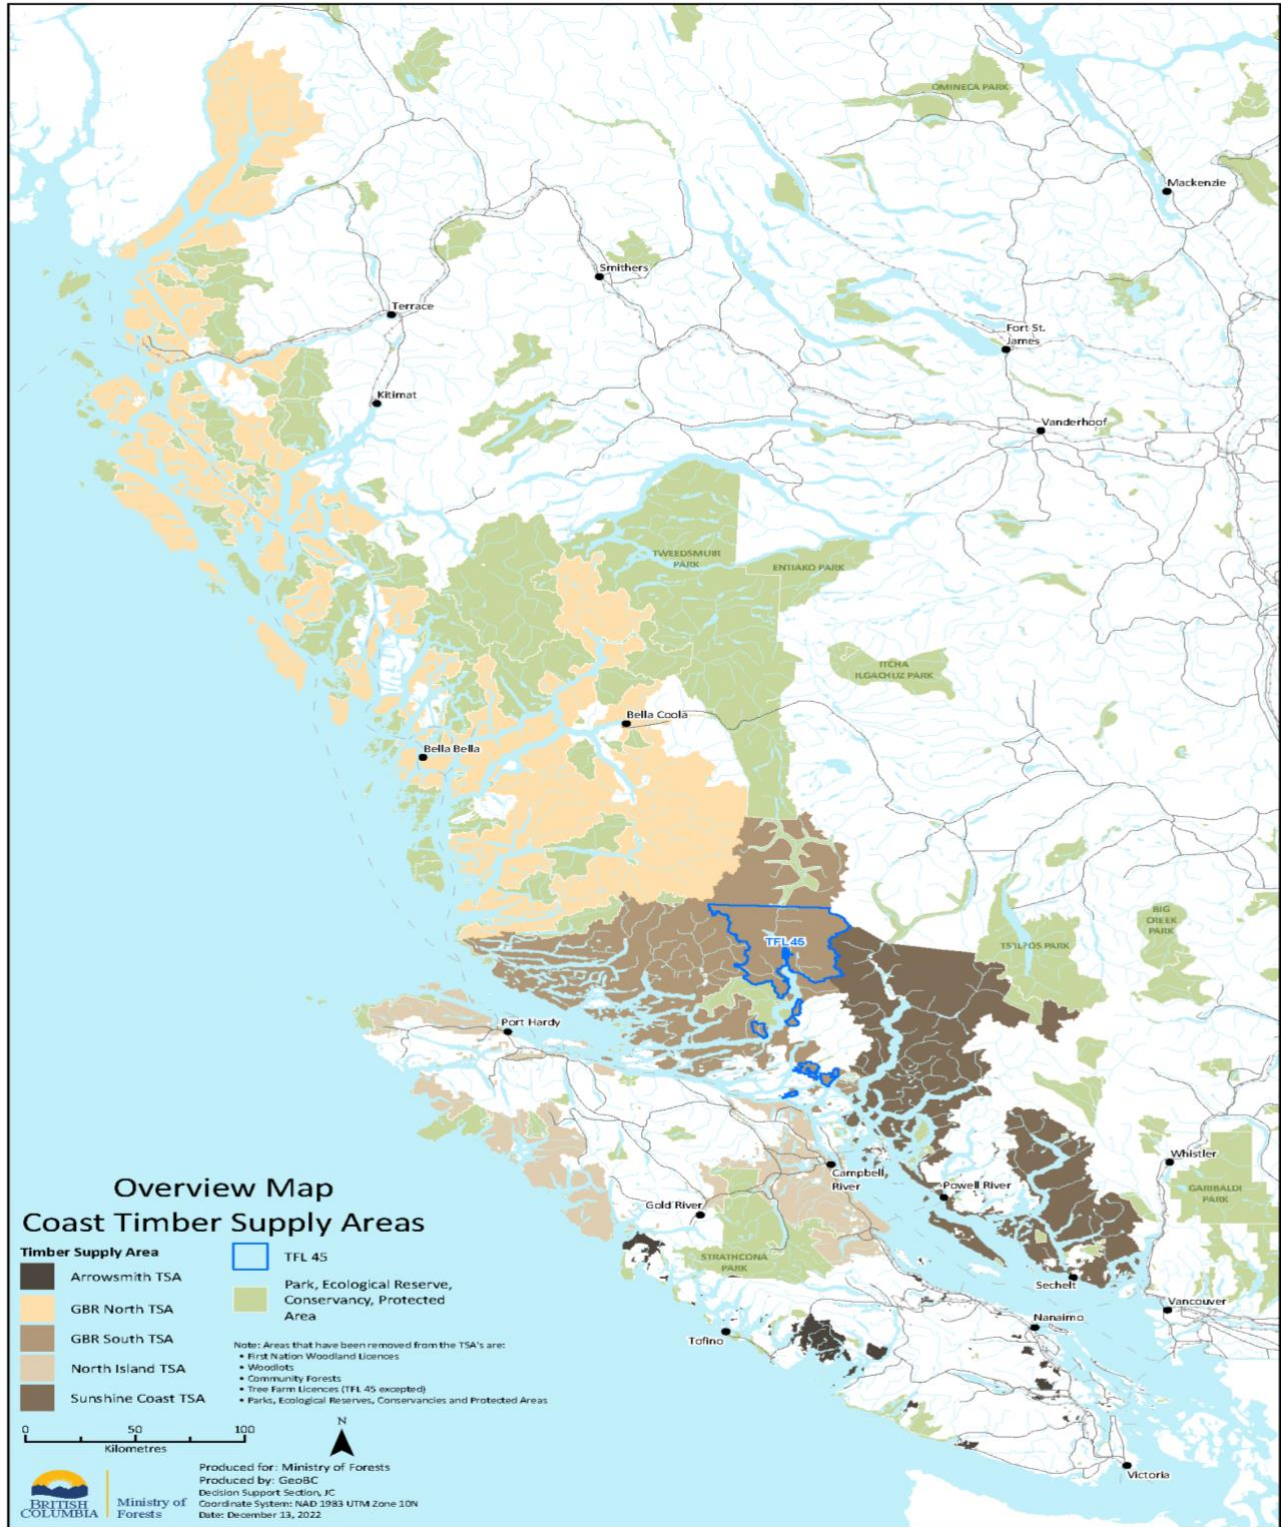 OMINECA PARK
Mackenzie
Smithers
Terrace
Fort St.
James
Kitimat
Vanderhoof
TWEEDSMUIR
PARK
ENTIAKO PARK
ITCHA
ILGACHUZ PARK
Bella Coola
Bella Bella
BIG
CREEK
PARK
TFL 45
TS'ILʔOS PARK
Port Hardy
Whistler
Campbell
River
Powell River
GARIBALDI
PARK
Gold River
STRATHCONA
PARK
Sechelt
Vancouver
Nanaimo
Tofino
Victoria
Overview Map
Coast Timber Supply Areas
Timber Supply Area
Arrowsmith TSA
GBR North TSA
GBR South TSA
North Island TSA
Sunshine Coast TSA
TFL 45
Park, Ecological Reserve,
Conservancy, Protected
Area
Note: Areas that have been removed from the TSA's are:
• First Nation Woodland Licences
• Woodlots
• Community Forests
• Tree Farm Licences (TFL 45 excepted)
• Parks, Ecological Reserves, Conservancies and Protected Areas
0 50 100
Kilometres
N
BRITISH
COLUMBIA
Ministry of
Forests
Produced for: Ministry of Forests
Produced by: GeoBC
Decision Support Section, JC
Coordinate System: NAD 1983 UTM Zone 10N
Date: December 13, 2022